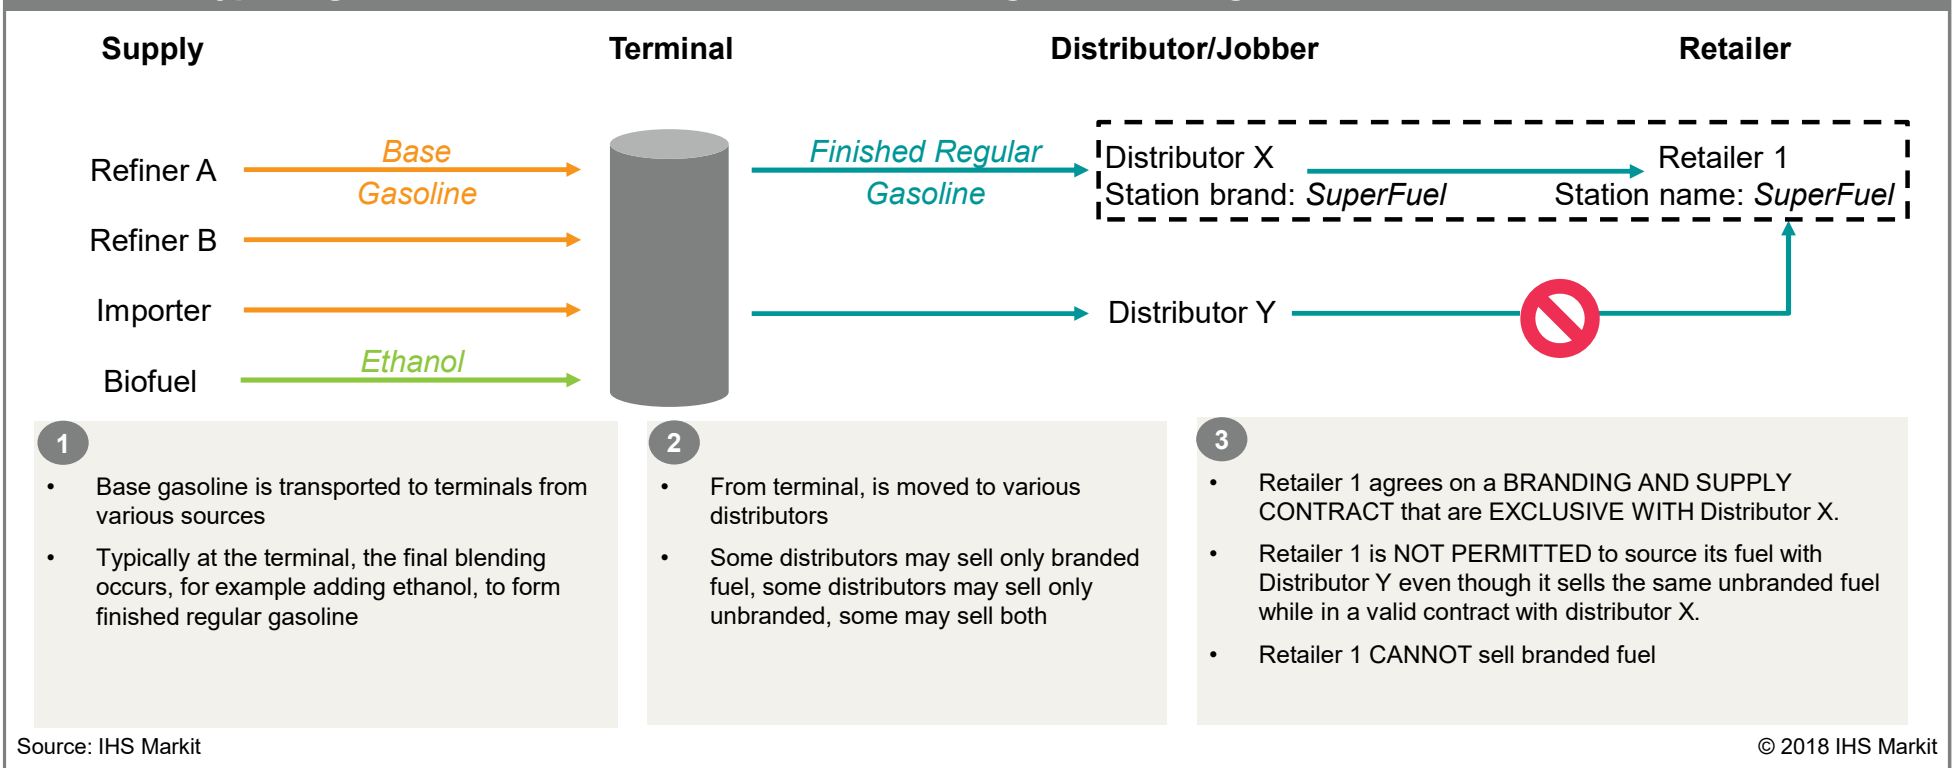 Supply Terminal Distributor/Jobber Retailer
Refiner A
Base
Gasoline
Refiner B
Importer
Biofuel
Ethanol
Finished Regular
Gasoline
Distributor X
Station brand: SuperFuel
Retailer 1
Station name: SuperFuel
Distributor Y
1
• Base gasoline is transported to terminals from
various sources
• Typically at the terminal, the final blending
occurs, for example adding ethanol, to form
finished regular gasoline
2
• From terminal, is moved to various
distributors
• Some distributors may sell only branded
fuel, some distributors may sell only
unbranded, some may sell both
3
• Retailer 1 agrees on a BRANDING AND SUPPLY
CONTRACT that are EXCLUSIVE WITH Distributor X.
• Retailer 1 is NOT PERMITTED to source its fuel with
Distributor Y even though it sells the same unbranded fuel
while in a valid contract with distributor X.
• Retailer 1 CANNOT sell branded fuel
Source: IHS Markit
© 2018 IHS Markit